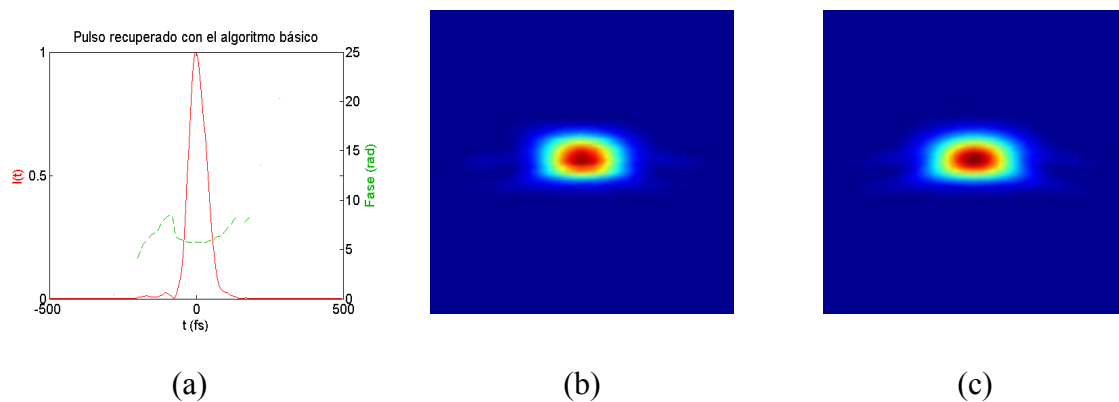 Pulso recuperado con el algoritmo básico
1
0.5
0
I(t)
25
20
15
10
5
0
Fase (rad)
-500
0
500
t (fs)
(a)
(b)
(c)